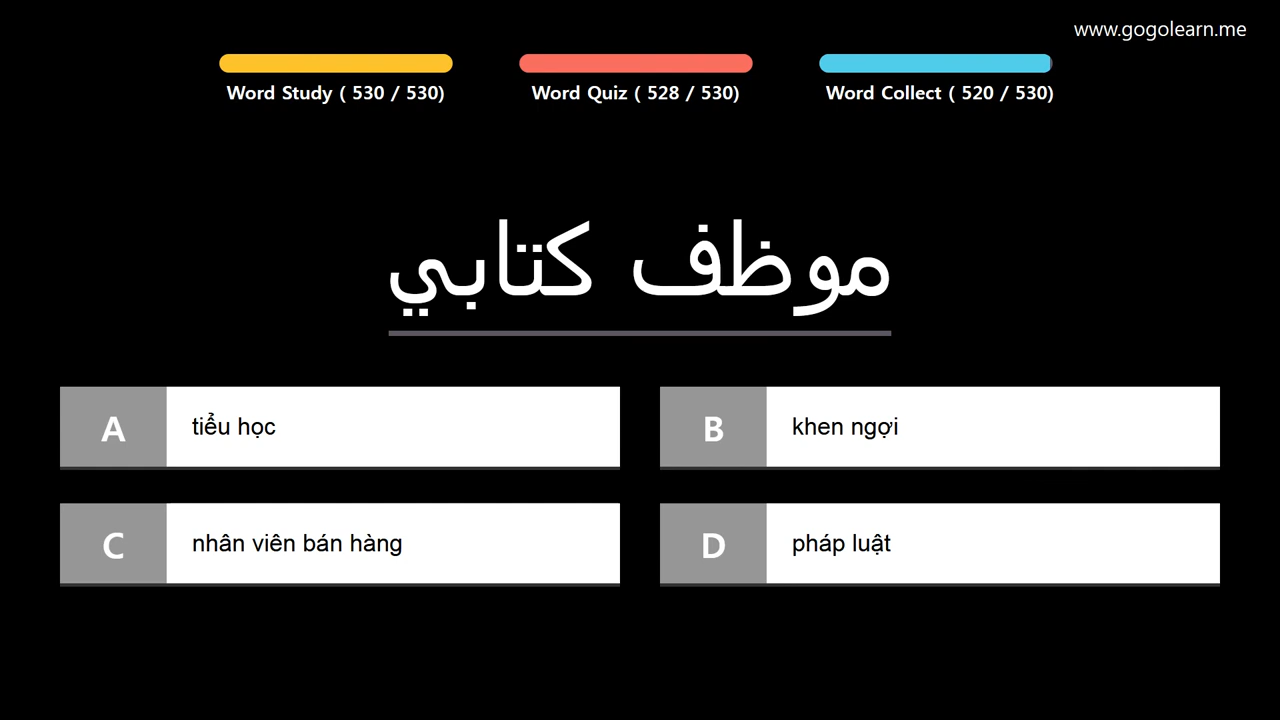 www.gogolearn.me
Word Study ( 530 / 530)
Word Quiz ( 528 / 530)
Word Collect ( 520 / 530)
موظف كتابي
A
tiểu học
B
khen ngợi
C
nhân viên bán hàng
D
pháp luật